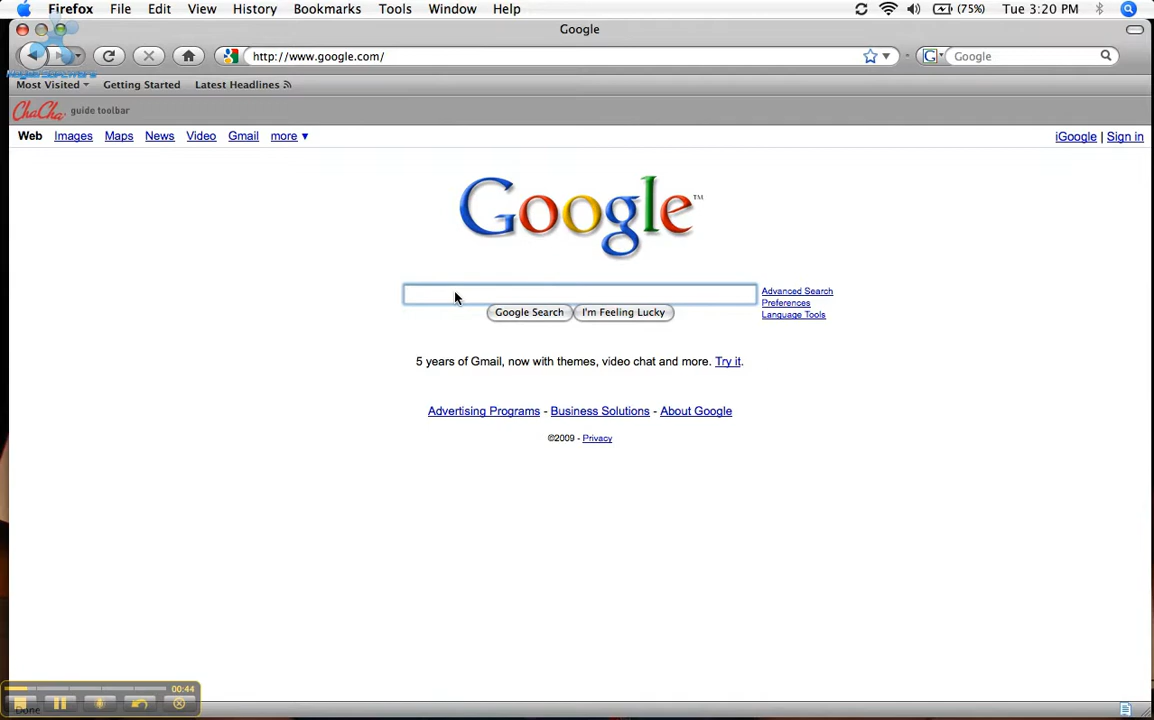 Firefox File Edit View History Bookmarks Tools Window Help (75%) Tue 3:20 PM
Google
http://www.google.com/ Google
Most Visited Getting Started Latest Headlines
ChaCha guide toolbar
Web Images Maps News Video Gmail more ▼ iGoogle | Sign in
Google™
Advanced Search
Preferences
Language Tools
Google Search I'm Feeling Lucky
5 years of Gmail, now with themes, video chat and more. Try it.
Advertising Programs - Business Solutions - About Google
©2009 - Privacy
00:44
Done